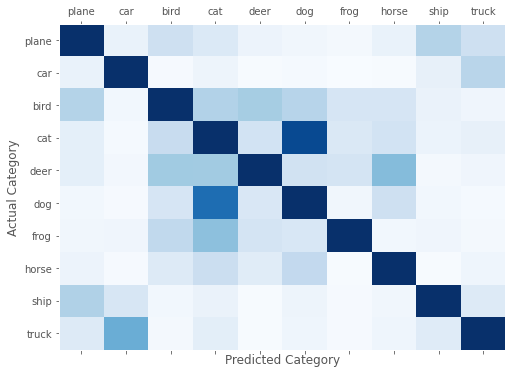 plane car bird cat deer dog frog horse ship truck
plane
car
bird
cat
deer
dog
frog
horse
ship
truck
Actual Category
Predicted Category